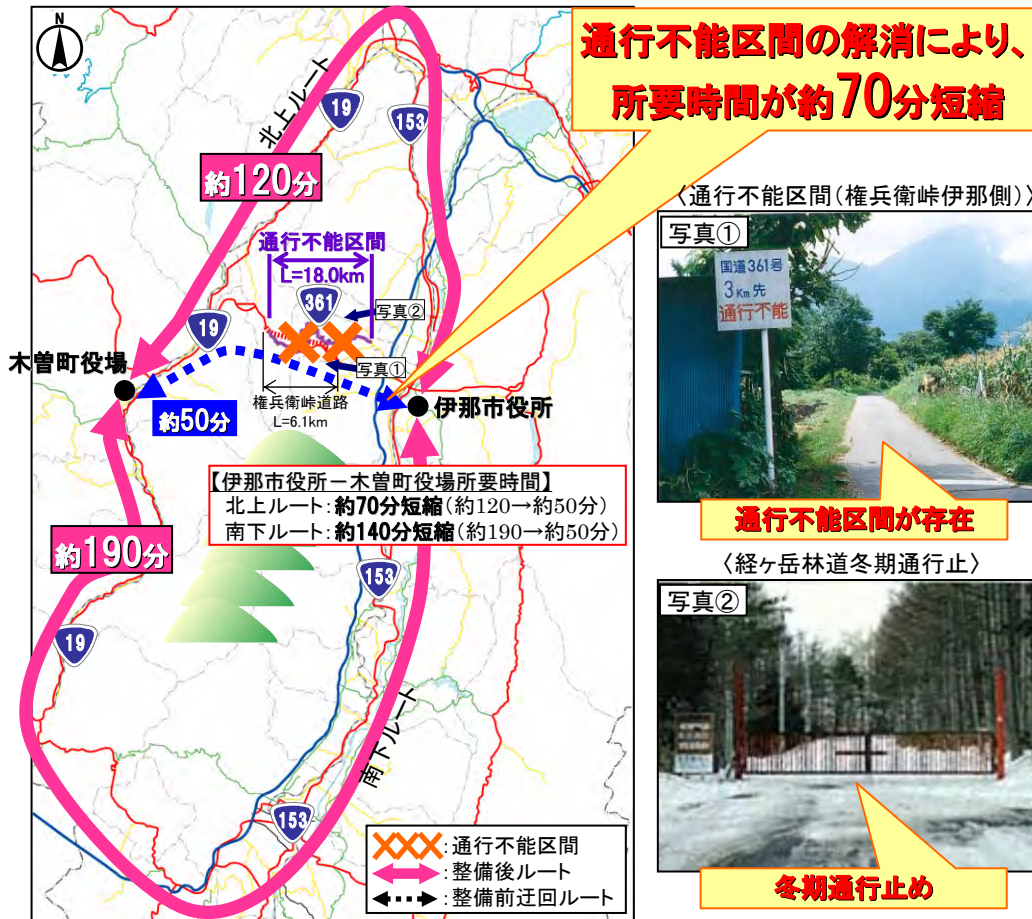 通行不能区間の解消により、
所要時間が約70分短縮
N
北上ルート
19
153
約120分
通行不能区間
L=18.0km
361
写真②
19
写真①
木曽町役場
約50分
権兵衛峠道路
L=6.1km
伊那市役所
【伊那市役所－木曽町役場所要時間】
北上ルート：約70分短縮（約120→約50分）
南下ルート：約140分短縮（約190→約50分）
約190分
153
19
南下ルート
153
：通行不能区間
：整備後ルート
：整備前迂回ルート
〈通行不能区間（権兵衛峠伊那側）〉
写真①
国道361号
3Km先
通行不能
通行不能区間が存在
〈経ヶ岳林道冬期通行止〉
写真②
冬期通行止め